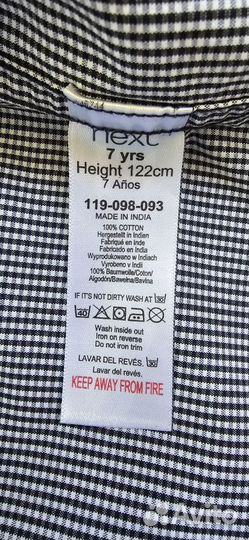 next
7 yrs
Height 122cm
7 Años
119-098-093
MADE IN INDIA
100% COTTON
Hergestellt in Indien
Fabriqué en inde
Fabricado en India
Wyprodukowano w Indiach
Vyrobeno v Indii
100% Baumwolle/Coton/
Algodón/Bawełna/Bavlna
IF IT'S NOT DIRTY WASH AT 30
40
Wash inside out
Iron on reverse
Do not iron trim
LAVAR DEL REVÉS. 30
LAVAR DEL REVÉS.
KEEP AWAY FROM FIRE
Avito